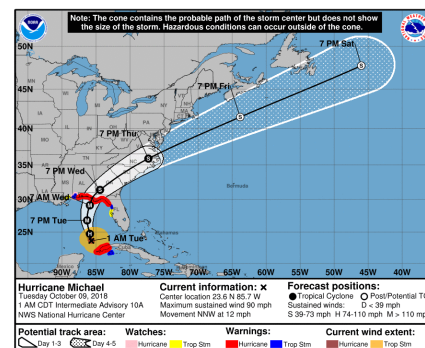 Note: The cone contains the probable path of the storm center but does not show
the size of the storm. Hazardous conditions can occur outside of the cone.
NOAA
50N
7 PM Sat
S
45N
7 PM Fri
S
40N
7 PM Thu
35N
S
7 PM Wed
S
30N
7 AM Wed
M
Bermuda
7 PM Tue
M
25N
H
1 AM Tue
Bahamas
20N
90W 85W 80W 75W 70W 65W 60W 55W 50W 45W 40W
Hurricane Michael
Tuesday October 09, 2018
1 AM CDT Intermediate Advisory 10A
NWS National Hurricane Center
Current information: ×
Center location 23.6 N 85.7 W
Maximum sustained wind 90 mph
Movement NNW at 12 mph
Forecast positions:
Tropical Cyclone Post/Potential TC
Sustained winds: D < 39 mph
S 39-73 mph H 74-110 mph M > 110 mph
Potential track area:
Day 1-3 Day 4-5
Watches:
Hurricane Trop Stm
Warnings:
Hurricane Trop Stm
Current wind extent:
Hurricane Trop Stm